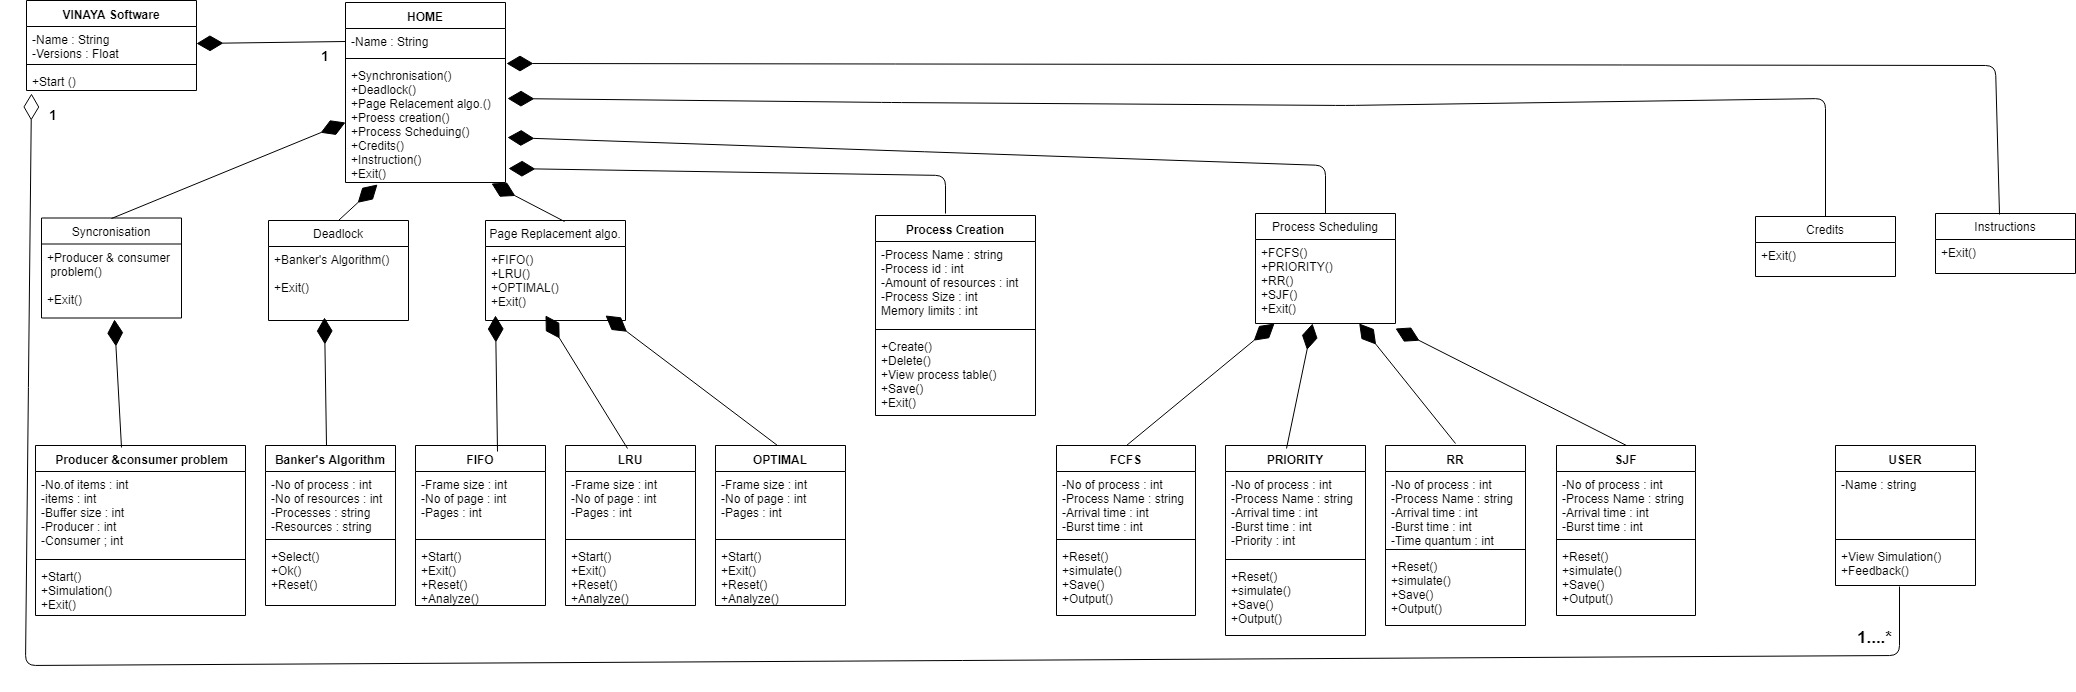 VINAYA Software
-Name : String
-Versions : Float
+Start ()
1
HOME
-Name : String
+Synchronisation()
+Deadlock()
+Page Relacement algo.()
+Proess creation()
+Process Scheduing()
+Credits()
+Instruction()
+Exit()
1
Syncronisation
+Producer & consumer
problem()
+Exit()
Deadlock
+Banker's Algorithm()
+Exit()
Page Replacement algo.
+FIFO()
+LRU()
+OPTIMAL()
+Exit()
Process Creation
-Process Name : string
-Process id : int
-Amount of resources : int
-Process Size : int
Memory limits : int
+Create()
+Delete()
+View process table()
+Save()
+Exit()
Process Scheduling
+FCFS()
+PRIORITY()
+RR()
+SJF()
+Exit()
Credits
+Exit()
Instructions
+Exit()
Producer &consumer problem
-No.of items : int
-items : int
-Buffer size : int
-Producer : int
-Consumer ; int
+Start()
+Simulation()
+Exit()
Banker's Algorithm
-No of process : int
-No of resources : int
-Processes : string
-Resources : string
+Select()
+Ok()
+Reset()
FIFO
-Frame size : int
-No of page : int
-Pages : int
+Start()
+Exit()
+Reset()
+Analyze()
LRU
-Frame size : int
-No of page : int
-Pages : int
+Start()
+Exit()
+Reset()
+Analyze()
OPTIMAL
-Frame size : int
-No of page : int
-Pages : int
+Start()
+Exit()
+Reset()
+Analyze()
FCFS
-No of process : int
-Process Name : string
-Arrival time : int
-Burst time : int
+Reset()
+simulate()
+Save()
+Output()
PRIORITY
-No of process : int
-Process Name : string
-Arrival time : int
-Burst time : int
-Priority : int
+Reset()
+simulate()
+Save()
+Output()
RR
-No of process : int
-Process Name : string
-Arrival time : int
-Burst time : int
-Time quantum : int
+Reset()
+simulate()
+Save()
+Output()
SJF
-No of process : int
-Process Name : string
-Arrival time : int
-Burst time : int
+Reset()
+simulate()
+Save()
+Output()
USER
-Name : string
+View Simulation()
+Feedback()
1....*